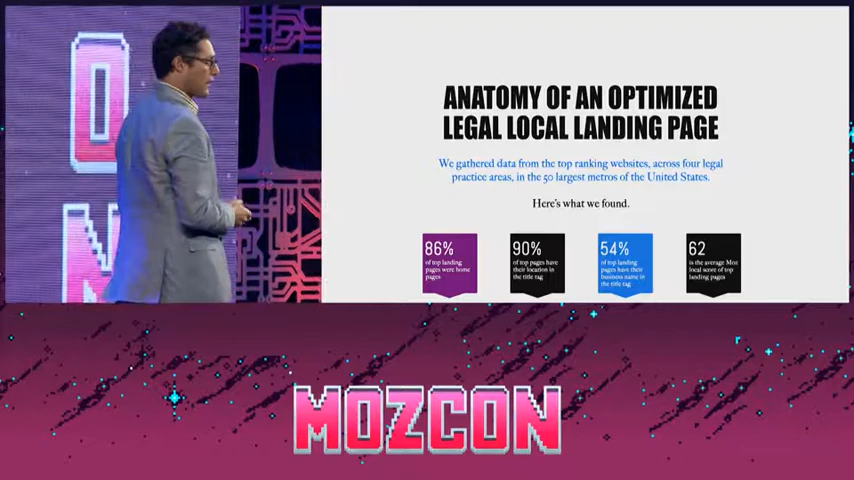 O
N
ANATOMY OF AN OPTIMIZED
LEGAL LOCAL LANDING PAGE
We gathered data from the top ranking websites, across four legal
practice areas, in the 50 largest metros of the United States.
Here's what we found.
86%
of top landing
pages were home
pages
90%
of top pages have
their location in
the title tag
54%
of top landing
pages have their
business name in
the title tag
62
is the average Moz
local score of top
landing pages
MOZCON